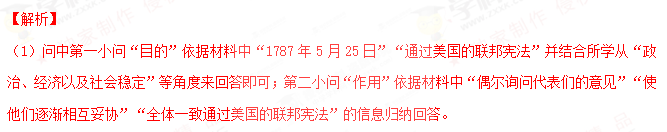 【解析】
（1）问中第一小问“目的”依据材料中“1787 年 5 月 25 日”“通过美国的联邦宪法”并结合所学从“政
治、经济以及社会稳定”等角度来回答即可；第二小问“作用”依据材料中“偶尔询问代表们的意见”“使
他们逐渐相互妥协”“全体一致通过美国的联邦宪法”的信息归纳回答。